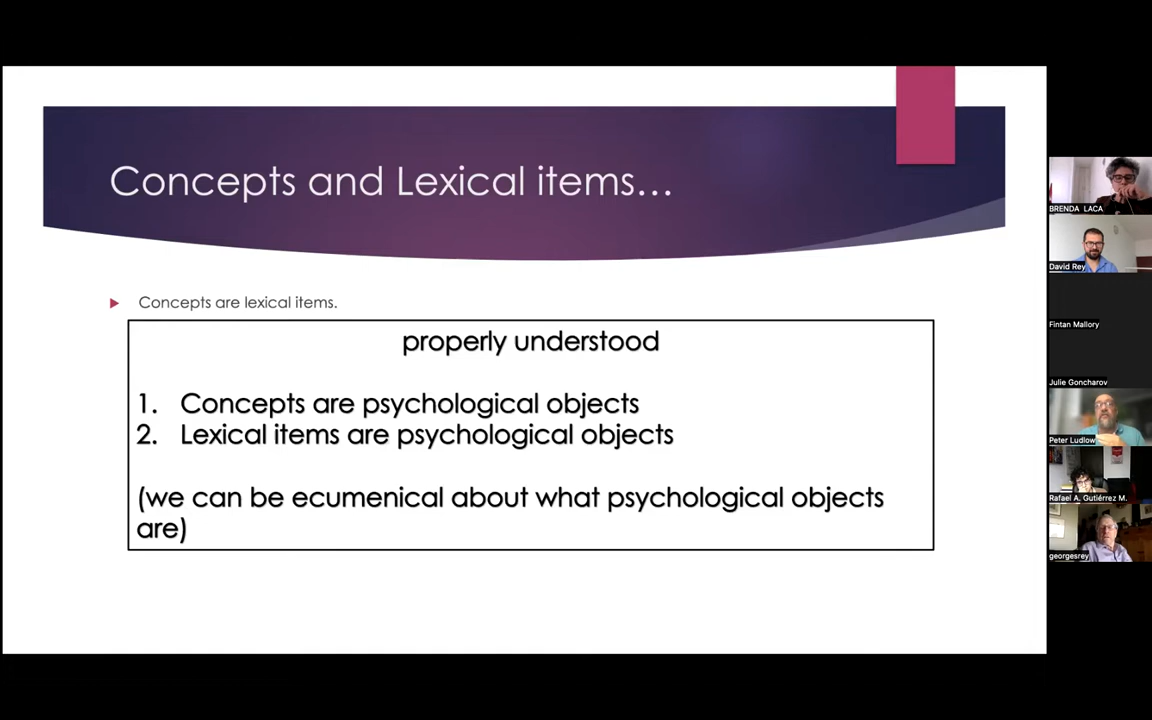 Concepts and Lexical items...
Concepts are lexical items.
properly understood
1. Concepts are psychological objects
2. Lexical items are psychological objects
(we can be ecumenical about what psychological objects
are)
BRENDA LACA
David Rey
Fintan Mallory
Julie Goncharov
Peter Ludlow
Rafael A. Gutiérrez M.
georgesrey